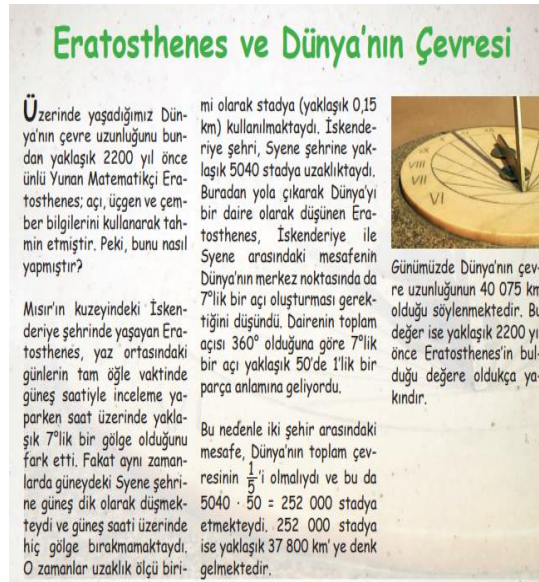 Eratosthenes ve Dünya'nın Çevresi
Üzerinde yaşadığımız Dün-
ya'nın çevre uzunluğunu bun-
dan yaklaşık 2200 yıl önce
ünlü Yunan Matematikçi Era-
tosthenes; açı, üçgen ve çem-
ber bilgilerini kullanarak tah-
min etmiştir. Peki, bunu nasıl
yapmıştır?
Mısır'ın kuzeyindeki İsken-
deriye şehrinde yaşayan Era-
tosthenes, yaz ortasındaki
günlerin tam öğle vaktinde
güneş saatiyle inceleme ya-
parken saat üzerinde yakla-
şık 7°lik bir gölge olduğunu
fark etti. Fakat aynı zaman-
larda güneydeki Syene şehri-
ne güneş dik olarak düşmek-
teydi ve güneş saati üzerinde
hiç gölge bırakmamaktaydı.
O zamanlar uzaklık ölçü biri-
mi olarak stadya (yaklaşık 0,15
km) kullanılmaktaydı. İskende-
riye şehri, Syene şehrine yak-
laşık 5040 stadya uzaklıktaydı.
Buradan yola çıkarak Dünya'yı
bir daire olarak düşünen Era-
tosthenes, İskenderiye ile
Syene arasındaki mesafenin
Dünya'nın merkez noktasında da
7°lik bir açı oluşturması gerek-
tiğini düşündü. Dairenin toplam
açısı 360° olduğuna göre 7°lik
bir açı yaklaşık 50'de 1'lik bir
parça anlamına geliyordu.
Bu nedenle iki şehir arasındaki
mesafe, Dünya'nın toplam çev-
resinin 1/5'i olmalıydı ve bu da
5040 · 50 = 252 000 stadya
etmekteydi. 252 000 stadya
ise yaklaşık 37 800 km' ye denk
gelmektedir.
IX
VIII
VII
VI
Günümüzde Dünya'nın çev-
re uzunluğunun 40 075 km
olduğu söylenmektedir. Bu
değer ise yaklaşık 2200 yıl
önce Eratosthenes'in bul-
duğu değere oldukça ya-
kındır.